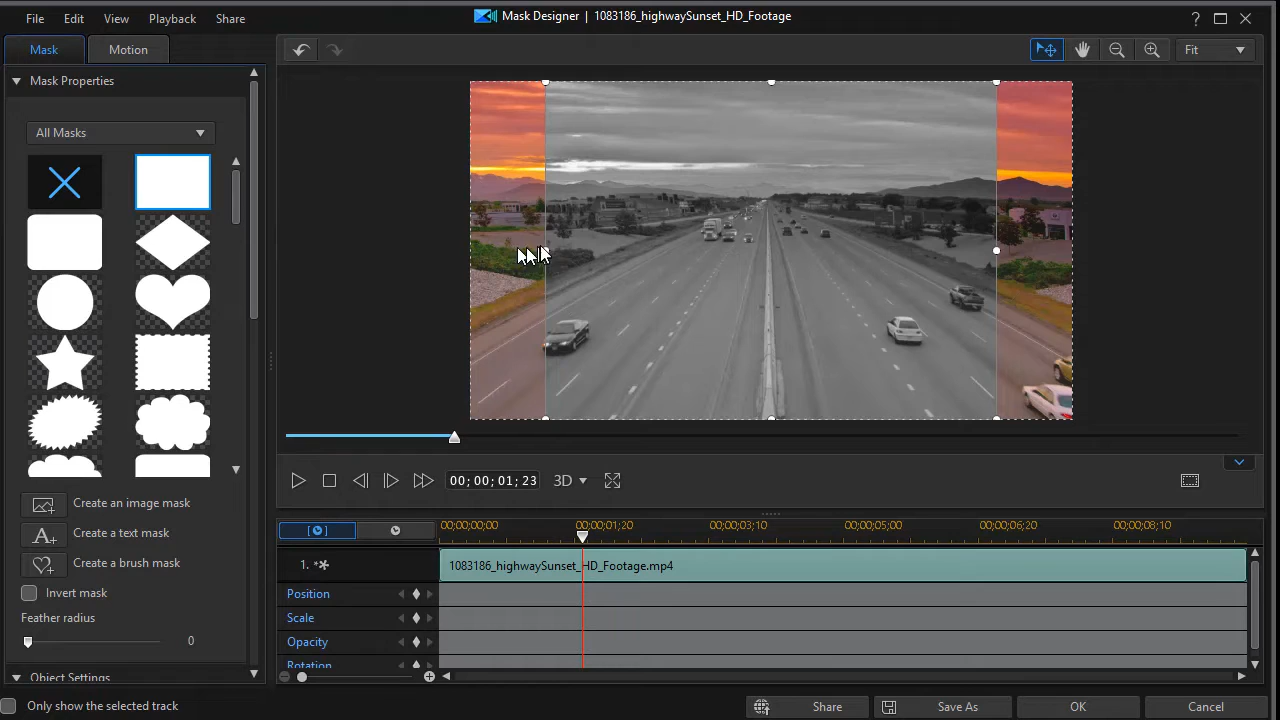 File Edit View Playback Share
Mask Designer | 1083186_highwaySunset_HD_Footage
?
Mask Motion
Fit
Mask Properties
All Masks
00; 00; 01; 23
3D
Create an image mask
Create a text mask
Create a brush mask
Invert mask
Feather radius
0
Object Settings
00;00;00;00 00;00;01;20 00;00;03;10 00;00;05;00 00;00;06;20 00;00;08;10
1. 1083186_highwaySunset_HD_Footage.mp4
Position
Scale
Opacity
Rotation
Only show the selected track
Share Save As OK Cancel